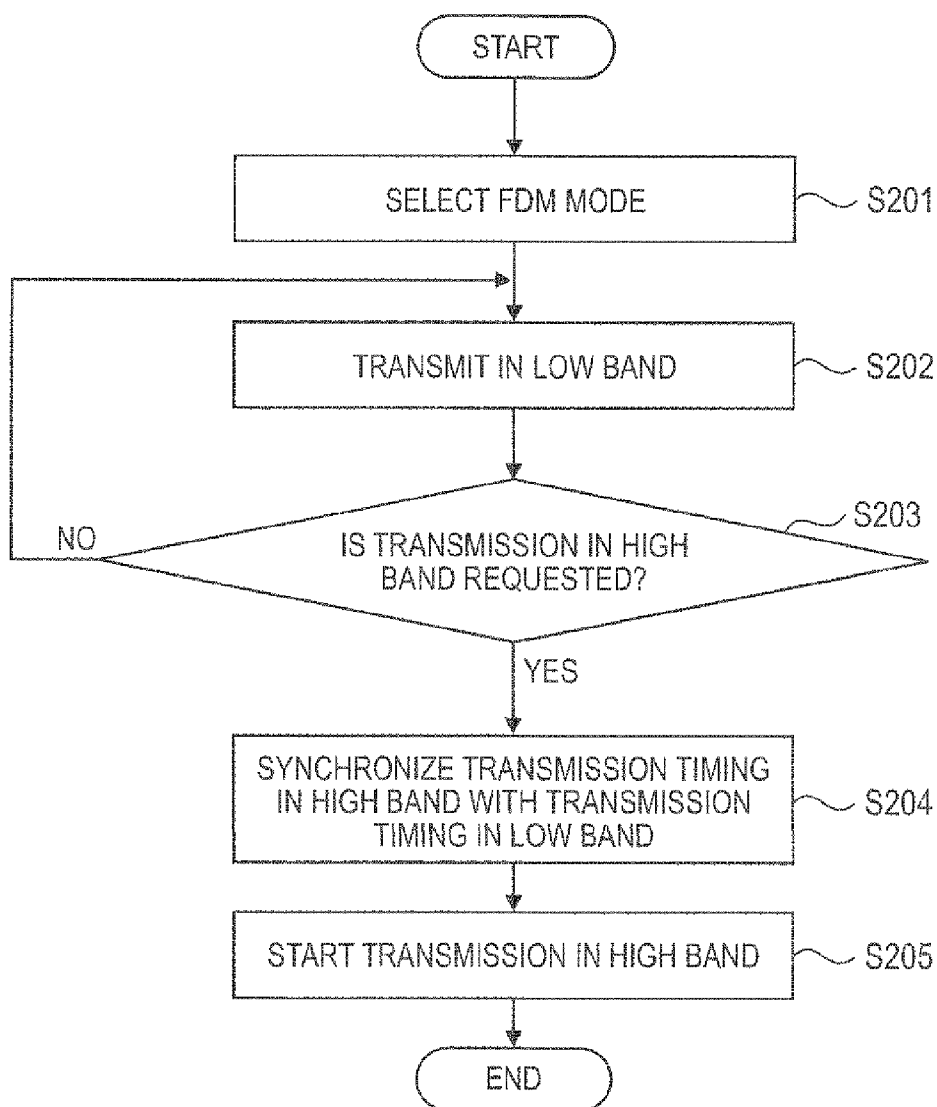 START
SELECT FDM MODE
S201
TRANSMIT IN LOW BAND
S202
S203
NO
IS TRANSMISSION IN HIGH
BAND REQUESTED?
YES
SYNCHRONIZE TRANSMISSION TIMING
IN HIGH BAND WITH TRANSMISSION
TIMING IN LOW BAND
S204
START TRANSMISSION IN HIGH BAND
S205
END